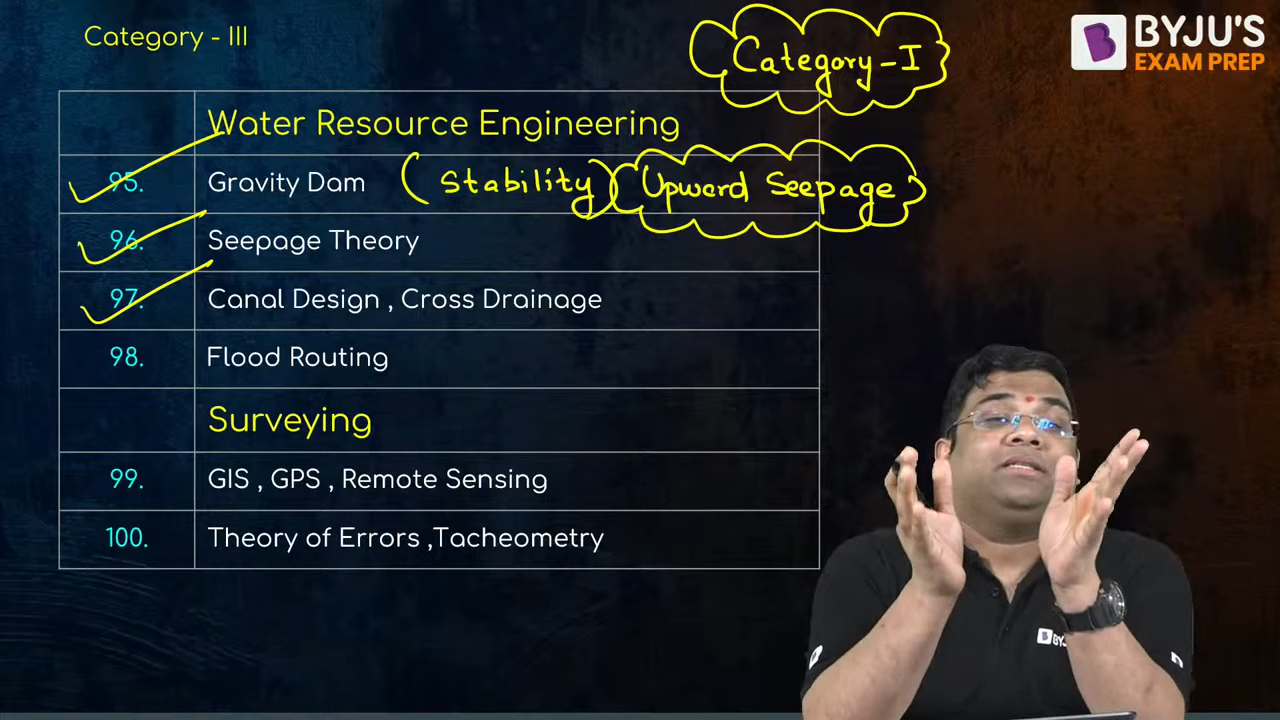 Category - III
Category - I
BYJU'S
EXAM PREP
Water Resource Engineering
95. Gravity Dam (Stability) Upward Seepage
96. Seepage Theory
97. Canal Design , Cross Drainage
98. Flood Routing
Surveying
99. GIS , GPS , Remote Sensing
100. Theory of Errors ,Tacheometry